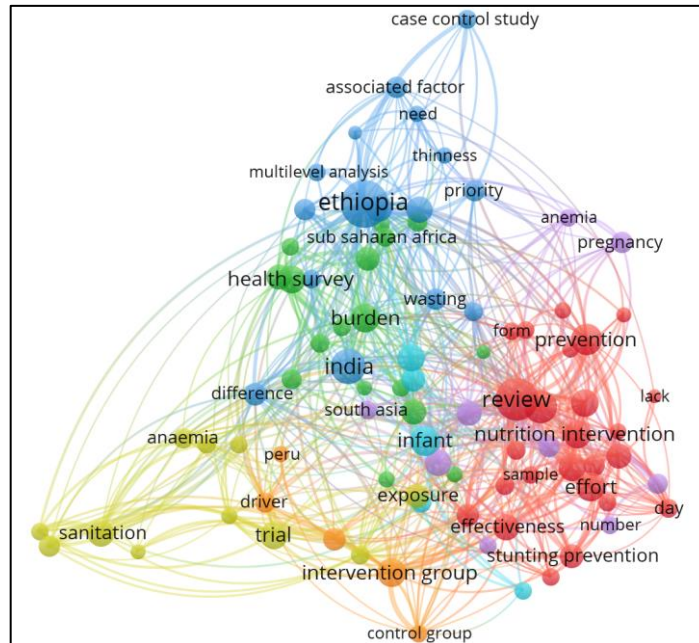 case control study
associated factor
need
thinness
multilevel analysis
priority
ethiopia
anemia
sub saharan africa
pregnancy
health survey
wasting
burden
form
prevention
india
difference
review
lack
south asia
anaemia
infant
nutrition intervention
peru
sample
effort
driver
exposure
day
sanitation
trial
effectiveness
number
stunting prevention
intervention group
control group